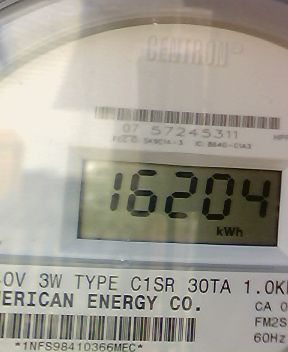 CENTRON®
07 57245311
16204
kWh
0V 3W TYPE C1SR 30TA 1.0K
ERICAN ENERGY CO.
CA 0
FM2S
60Hz
*1NFS98410366MEC*